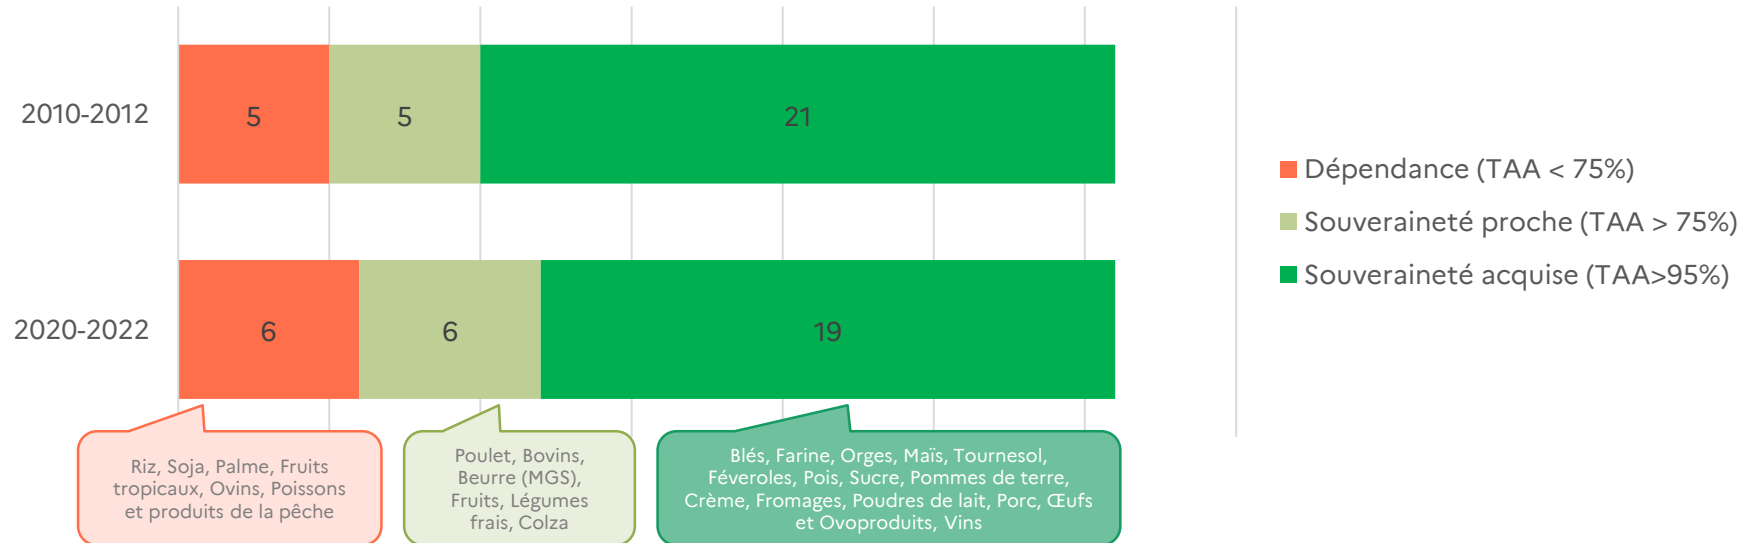 2010-2012
5
5
21
2020-2022
6
6
19
Dépendance (TAA < 75%)
Souveraineté proche (TAA > 75%)
Souveraineté acquise (TAA>95%)
Riz, Soja, Palme, Fruits
tropicaux, Ovins, Poissons
et produits de la pêche
Poulet, Bovins,
Beurre (MGS),
Fruits, Légumes
frais, Colza
Blés, Farine, Orges, Maïs, Tournesol,
Féveroles, Pois, Sucre, Pommes de terre,
Crème, Fromages, Poudres de lait, Porc, Œufs
et Ovoproduits, Vins